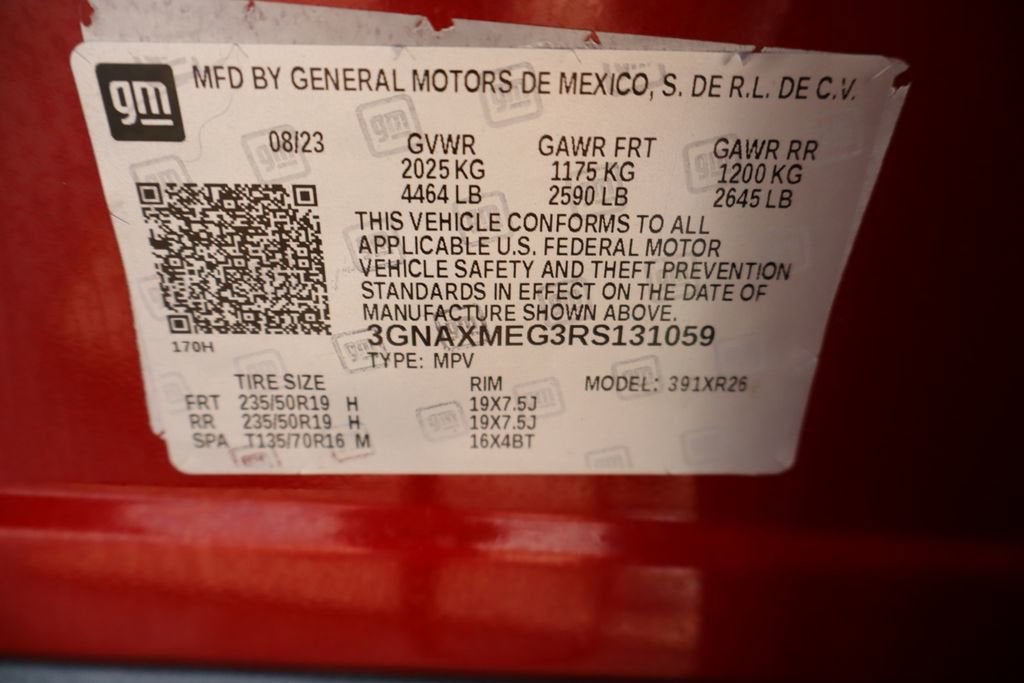 gm
MFD BY GENERAL MOTORS DE MEXICO, S. DE R.L. DE C.V.
08/23 GVWR GAWR FRT GAWR RR
2025 KG 1175 KG 1200 KG
4464 LB 2590 LB 2645 LB
THIS VEHICLE CONFORMS TO ALL
APPLICABLE U.S. FEDERAL MOTOR
VEHICLE SAFETY AND THEFT PREVENTION
STANDARDS IN EFFECT ON THE DATE OF
MANUFACTURE SHOWN ABOVE.
3GNAXMEG3RS131059
170H
TYPE: MPV
TIRE SIZE RIM MODEL: 391XR26
FRT 235/50R19 H 19X7.5J
RR 235/50R19 H 19X7.5J
SPA T135/70R16 M 16X4BT